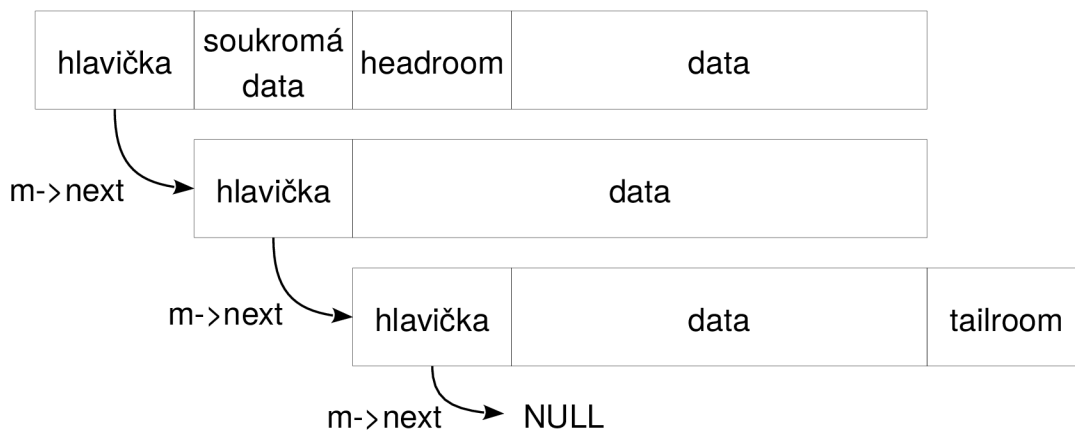 hlavička
soukromá
data
headroom
data
m->next
hlavička
data
m->next
hlavička
data
tailroom
m->next
NULL